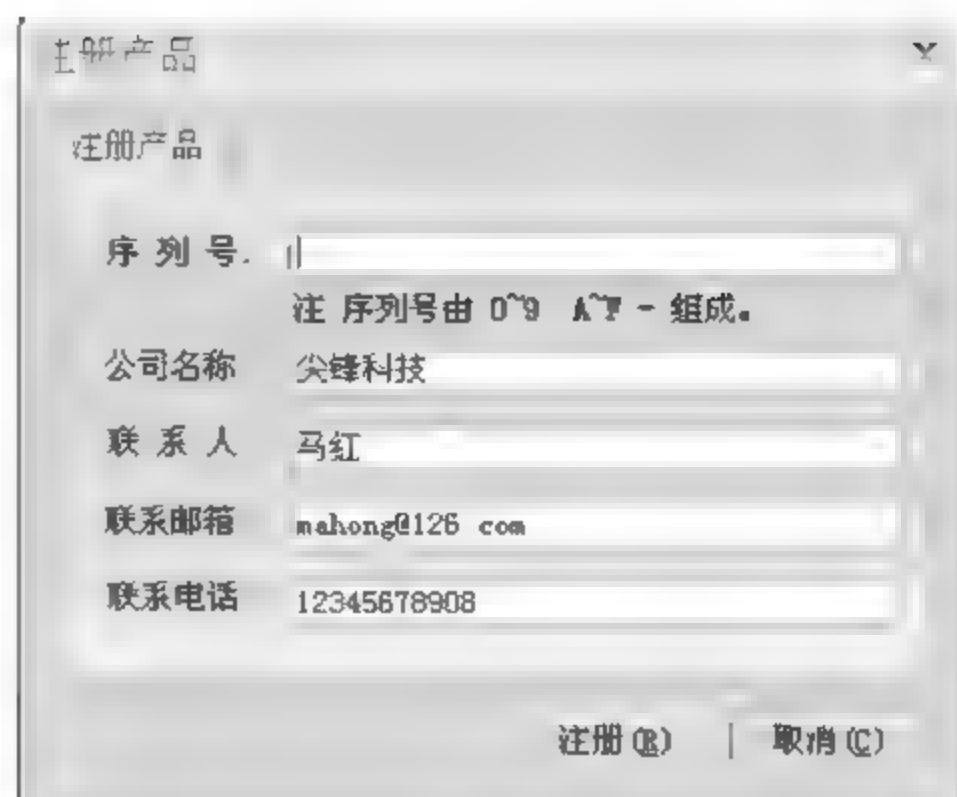 注册产品
注册产品
序列号.
注 序列号由 0~9 A~F - 组成。
公司名称 尖锋科技
联系人 马红
联系邮箱 mahong@126 com
联系电话 12345678908
注册(R) 取消(C)